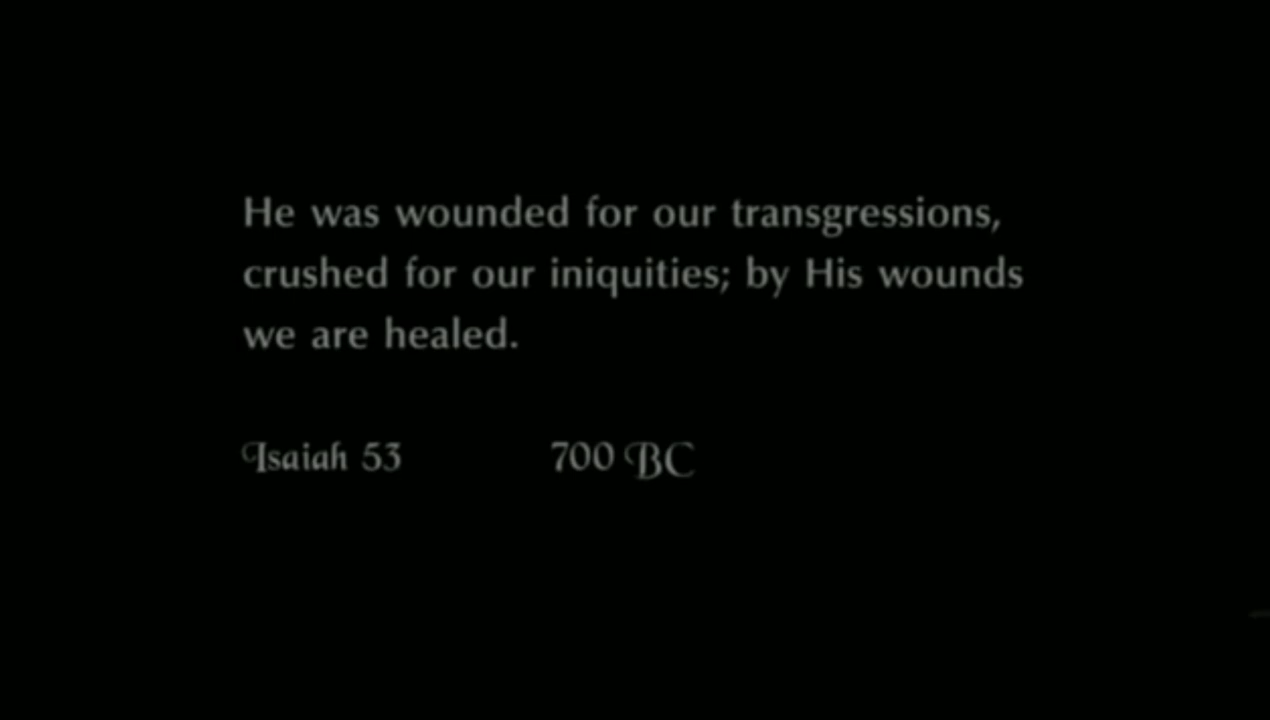 He was wounded for our transgressions,
crushed for our iniquities; by His wounds
we are healed.
Isaiah 53 700 BC